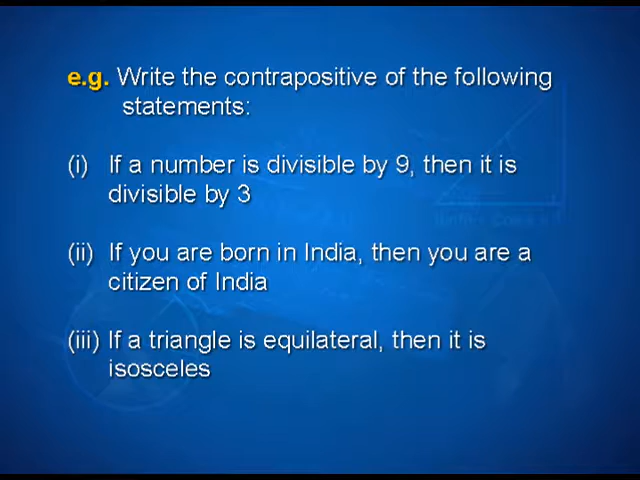 e.g. Write the contrapositive of the following
statements:
(i) If a number is divisible by 9, then it is
divisible by 3
(ii) If you are born in India, then you are a
citizen of India
(iii) If a triangle is equilateral, then it is
isosceles